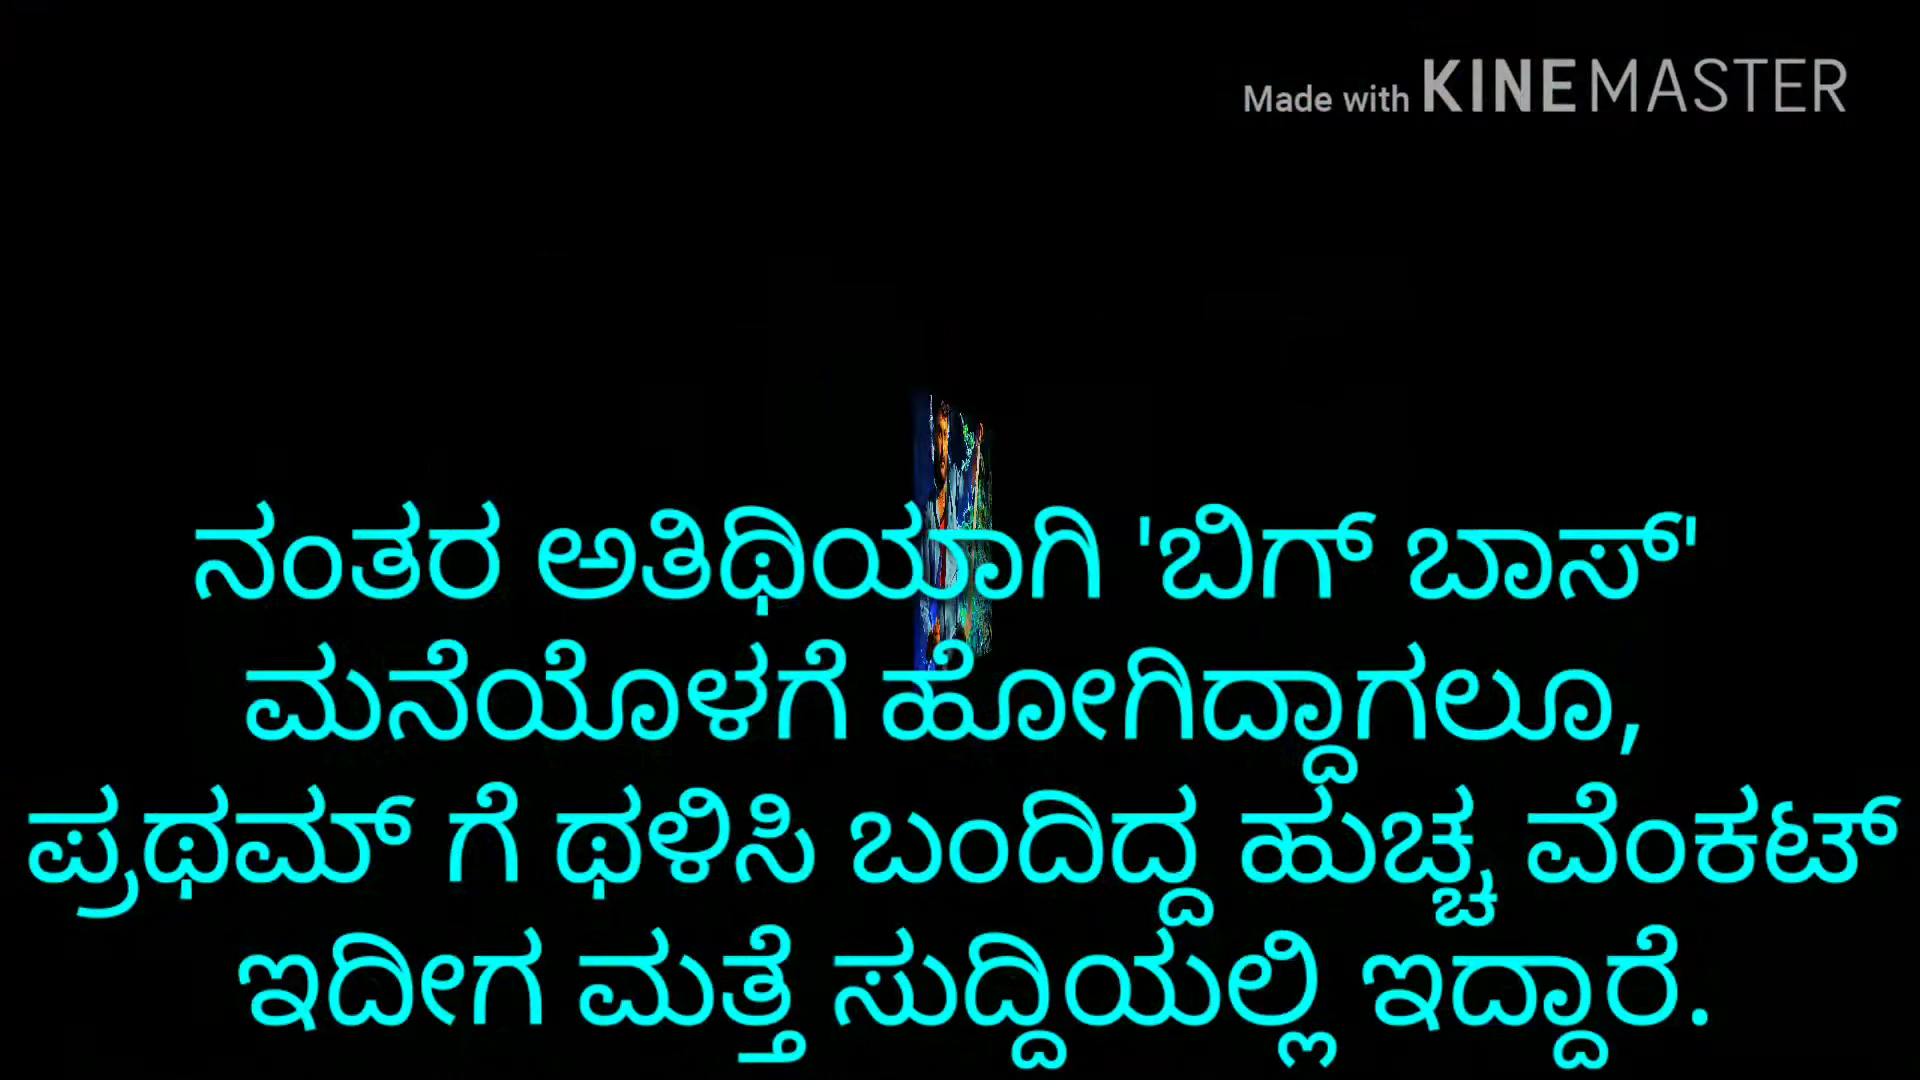 Made with KINEMASTER
ನಂತರ ಅತಿಥಿಯಾಗಿ 'ಬಿಗ್ ಬಾಸ್'
ಮನೆಯೊಳಗೆ ಹೋಗಿದ್ದಾಗಲೂ,
ಪ್ರಥಮ್ ಗೆ ಥಳಿಸಿ ಬಂದಿದ್ದ ಹುಚ್ಚ ವೆಂಕಟ್
ಇದೀಗ ಮತ್ತೆ ಸುದ್ದಿಯಲ್ಲಿ ಇದ್ದಾರೆ.